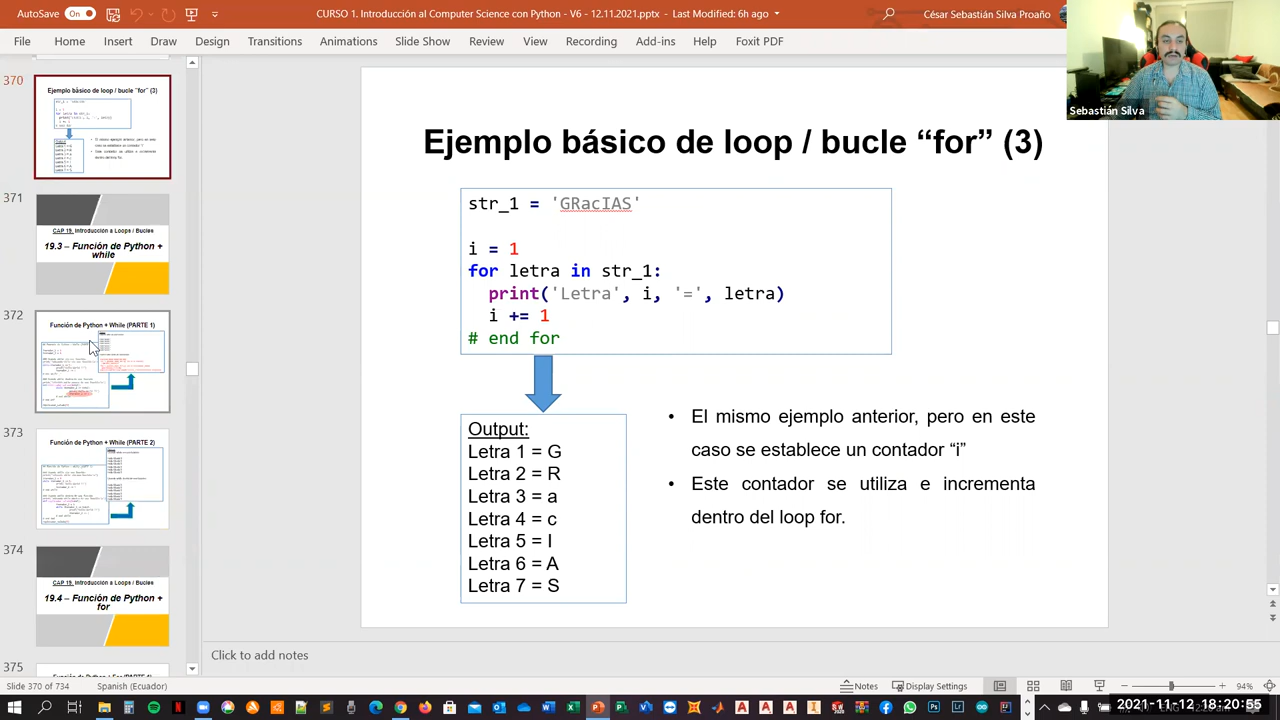 AutoSave
On
CURSO 1. Introducción al Computo Python - V6 - 12.11.2021.pptx - Last Modified: 6h ago
César Sebastián Silva Proaño
File Home Insert Draw Design Transitions Animations Slide Show Review View Recording Add-ins Help Foxit PDF
Sebastián Silva
370
Ejemplo básico de loop / bucle "for" (3)
371
CAP 19. Introducción a Loops / Bucles
19.3 – Función de Python +
while
372
Función de Python + While (PARTE 1)
373
Función de Python + While (PARTE 2)
374
CAP 19. Introducción a Loops / Bucles
19.4 – Función de Python +
for
375
Ejemplo básico de loop / bucle "for" (3)
str_1 = 'GRacIAS'
i = 1
for letra in str_1:
print('Letra', i, '=', letra)
i += 1
# end for
Output:
Letra 1 = G
Letra 2 = R
Letra 3 = a
Letra 4 = c
Letra 5 = I
Letra 6 = A
Letra 7 = S
• El mismo ejemplo anterior, pero en este
caso se establece un contador "i"
• Este contador se utiliza e incrementa
dentro del loop for.
Click to add notes
Slide 370 of 734 Spanish (Ecuador) Notes Display Settings 94%
2021-11-12 18:20:55